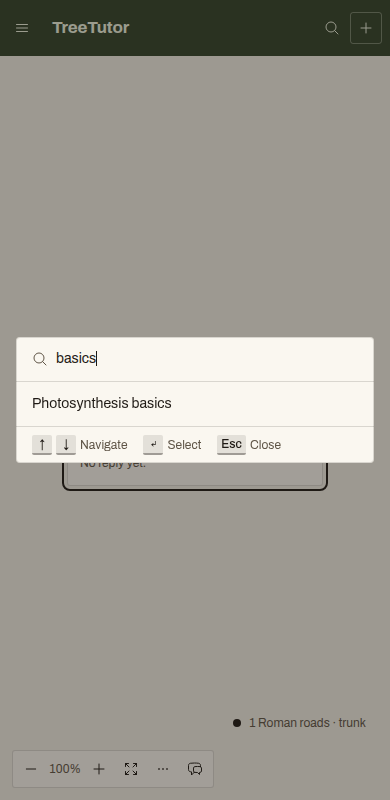 TreeTutor
basics
Photosynthesis basics
↑ ↓ Navigate ↵ Select Esc Close
No reply yet.
1 Roman roads · trunk
100%